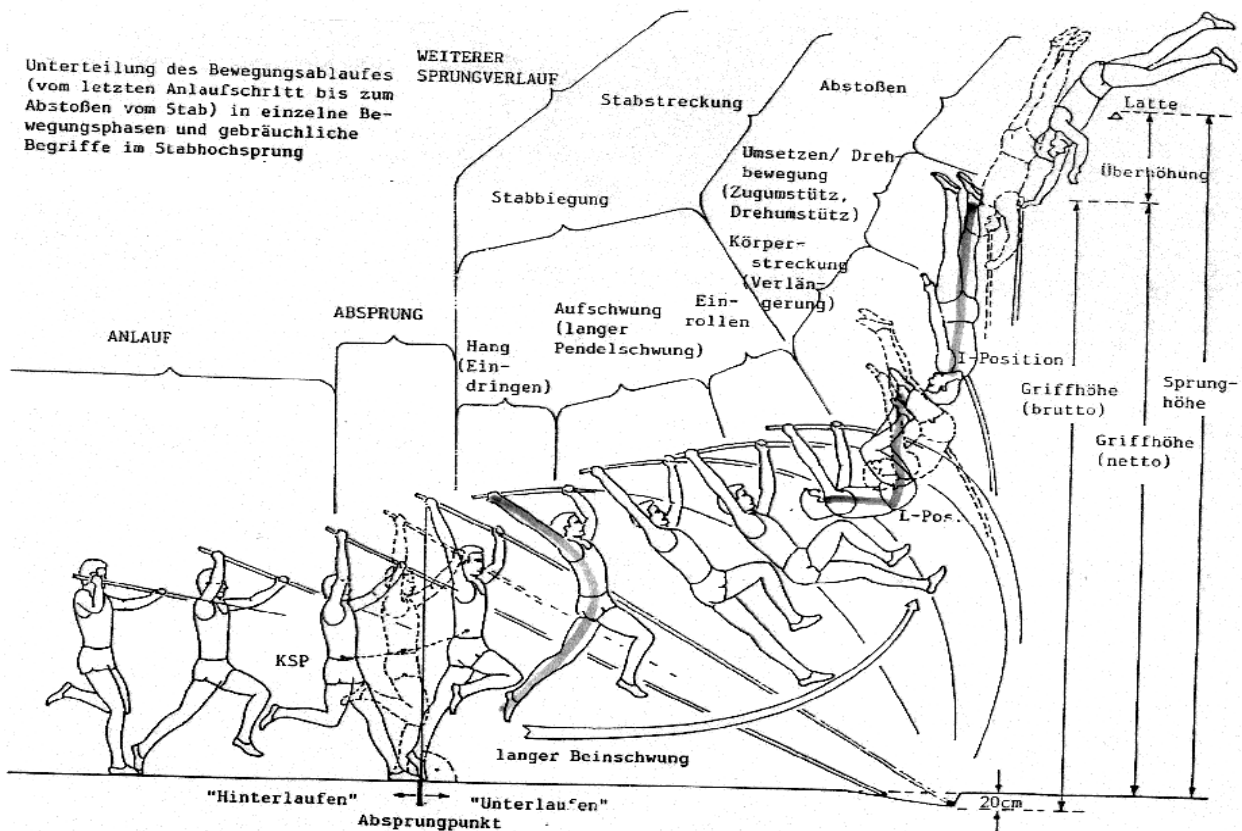 Unterteilung des Bewegungsablaufes
(vom letzten Anlaufschritt bis zum
Abstoßen vom Stab) in einzelne Be-
wegungsphasen und gebräuchliche
Begriffe im Stabhochsprung
WEITERER
SPRUNGVERLAUF
Stabstreckung
Abstoßen
Latte
Überhöhung
Umsetzen/ Dreh-
bewegung
(Zugumstütz,
Drehumstütz)
Stabbiegung
Körper-
streckung
(Verlän-
gerung)
ANLAUF
ABSPRUNG
Hang
(Ein-
dringen)
Aufschwung
(langer
Pendelschwung)
Ein-
rollen
I-Position
Griffhöhe
(brutto)
Sprung-
höhe
Griffhöhe
(netto)
L-Pos.
KSP
langer Beinschwung
"Hinterlaufen"
"Unterlaufen"
Absprungpunkt
20cm